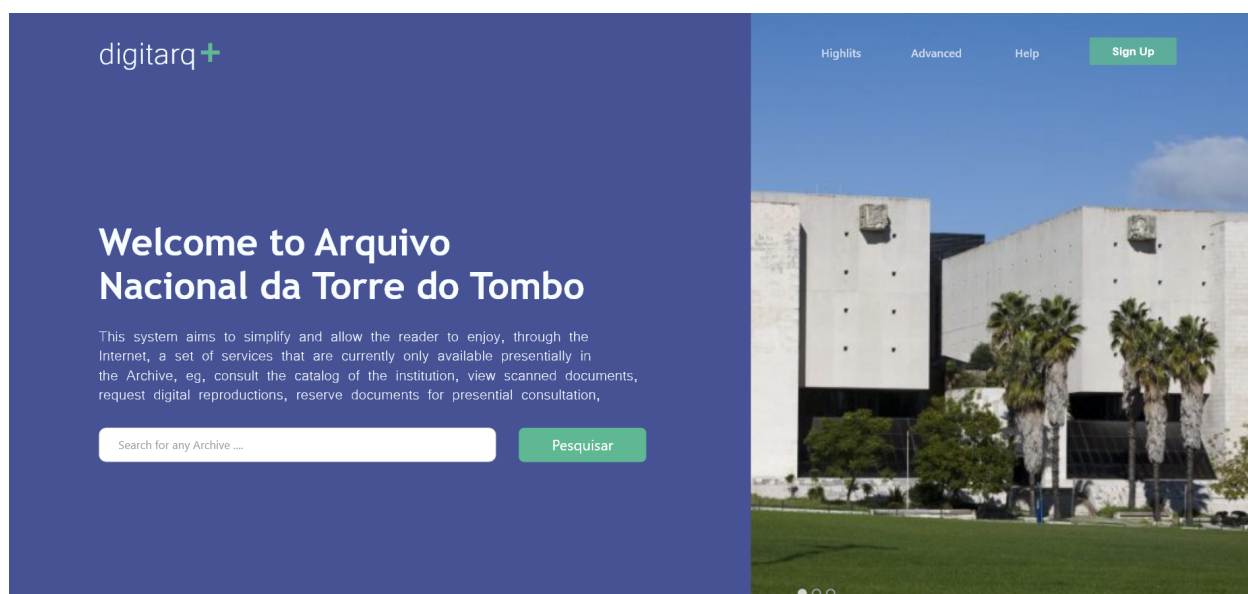 digitarq+
Highlits Advanced Help Sign Up
Welcome to Arquivo
Nacional da Torre do Tombo
This system aims to simplify and allow the reader to enjoy, through the
Internet, a set of services that are currently only available presentially in
the Archive, eg, consult the catalog of the institution, view scanned documents,
request digital reproductions, reserve documents for presential consultation,
Search for any Archive ....
Pesquisar